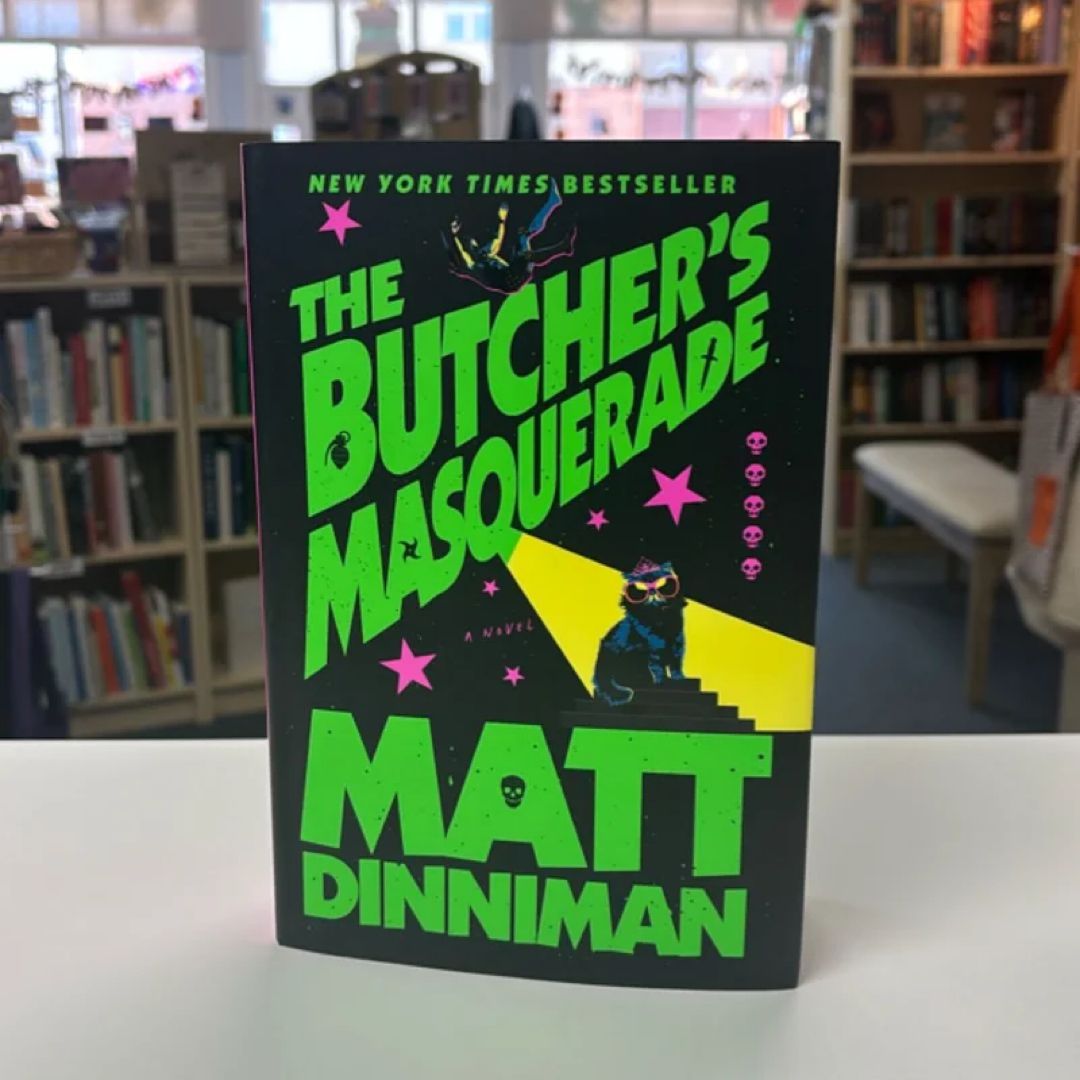 NEW YORK TIMES BESTSELLER
THE
BUTCHER'S
MASQUERADE
A NOVEL
MATT
DINNIMAN